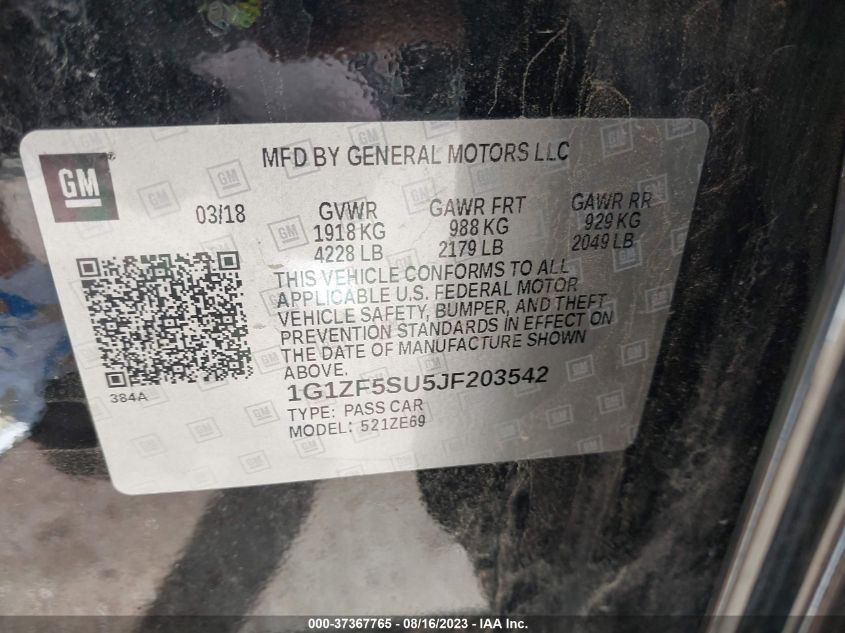 GM
MFD BY GENERAL MOTORS LLC
03/18 GVWR GAWR FRT GAWR RR
1918 KG 988 KG 929 KG
4228 LB 2179 LB 2049 LB
THIS VEHICLE CONFORMS TO ALL
APPLICABLE U.S. FEDERAL MOTOR
VEHICLE SAFETY, BUMPER, AND THEFT
PREVENTION STANDARDS IN EFFECT ON
THE DATE OF MANUFACTURE SHOWN
ABOVE.
384A
1G1ZF5SU5JF203542
TYPE: PASS CAR
MODEL: 521ZE69
000-37367765 - 08/16/2023 - IAA Inc.